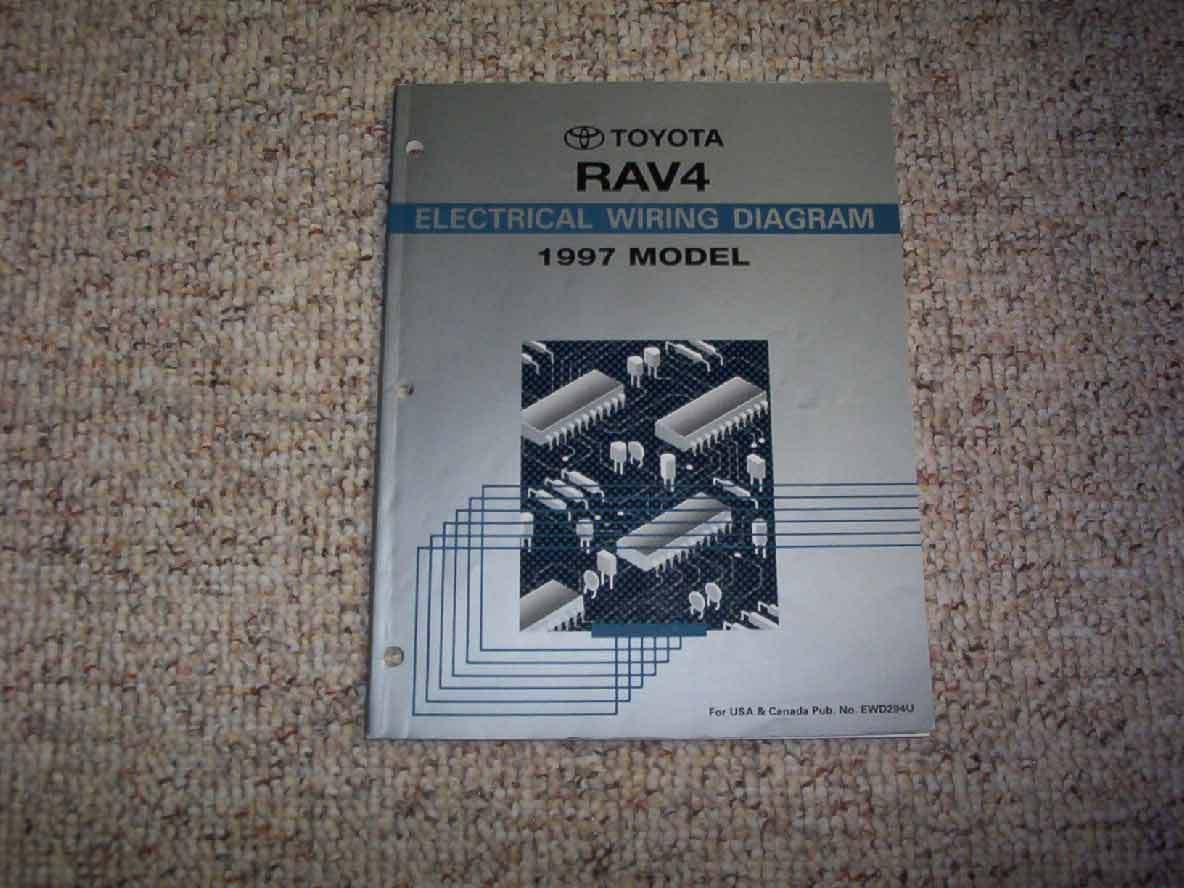 TOYOTA
RAV4
ELECTRICAL WIRING DIAGRAM
1997 MODEL
For USA & Canada Pub. No. EWD294U